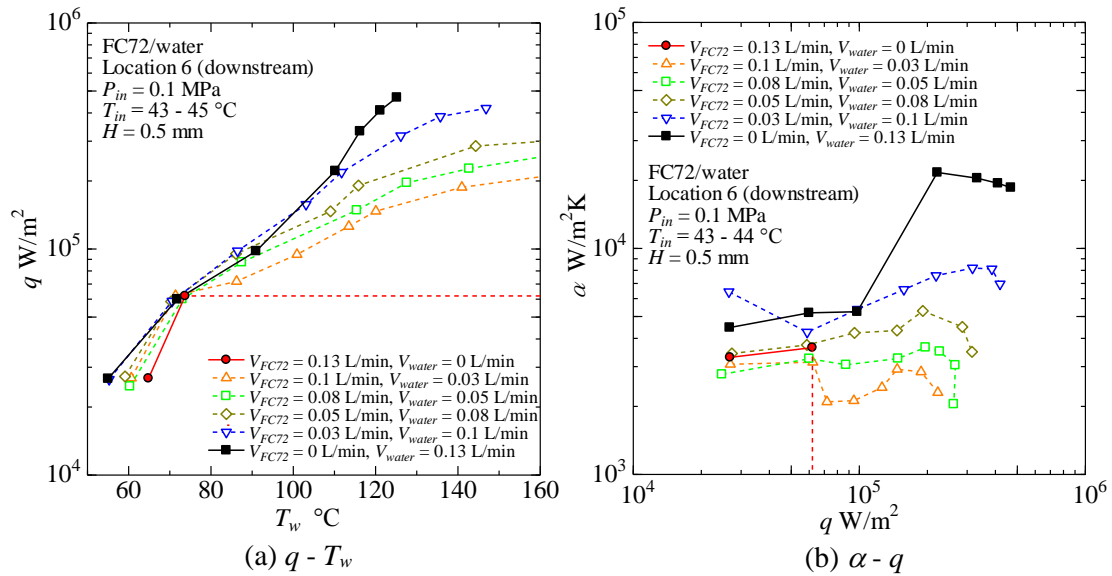 10^6
FC72/water
Location 6 (downstream)
P_in = 0.1 MPa
T_in = 43 - 45 °C
H = 0.5 mm
q W/m^2
10^5
V_FC72 = 0.13 L/min, V_water = 0 L/min
V_FC72 = 0.1 L/min, V_water = 0.03 L/min
V_FC72 = 0.08 L/min, V_water = 0.05 L/min
V_FC72 = 0.05 L/min, V_water = 0.08 L/min
V_FC72 = 0.03 L/min, V_water = 0.1 L/min
V_FC72 = 0 L/min, V_water = 0.13 L/min
10^4
60 80 100 120 140 160
T_w °C
(a) q - T_w
10^5
V_FC72 = 0.13 L/min, V_water = 0 L/min
V_FC72 = 0.1 L/min, V_water = 0.03 L/min
V_FC72 = 0.08 L/min, V_water = 0.05 L/min
V_FC72 = 0.05 L/min, V_water = 0.08 L/min
V_FC72 = 0.03 L/min, V_water = 0.1 L/min
V_FC72 = 0 L/min, V_water = 0.13 L/min
FC72/water
Location 6 (downstream)
P_in = 0.1 MPa
T_in = 43 - 44 °C
H = 0.5 mm
α W/m^2K
10^4
10^3
10^4 10^5 10^6
q W/m^2
(b) α - q